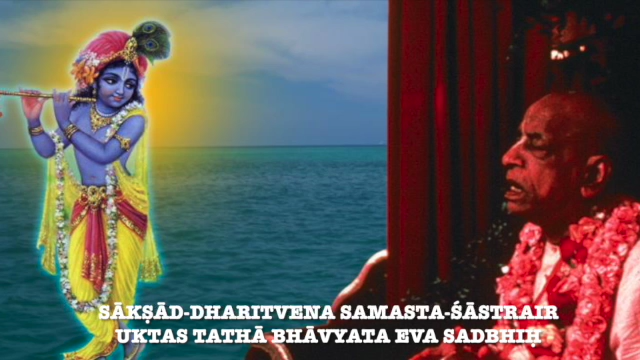 SĀKṢĀD-DHARITVENA SAMASTA-ŚĀSTRAIR
UKTAS TATHĀ BHĀVYATA EVA SADBHIḤ